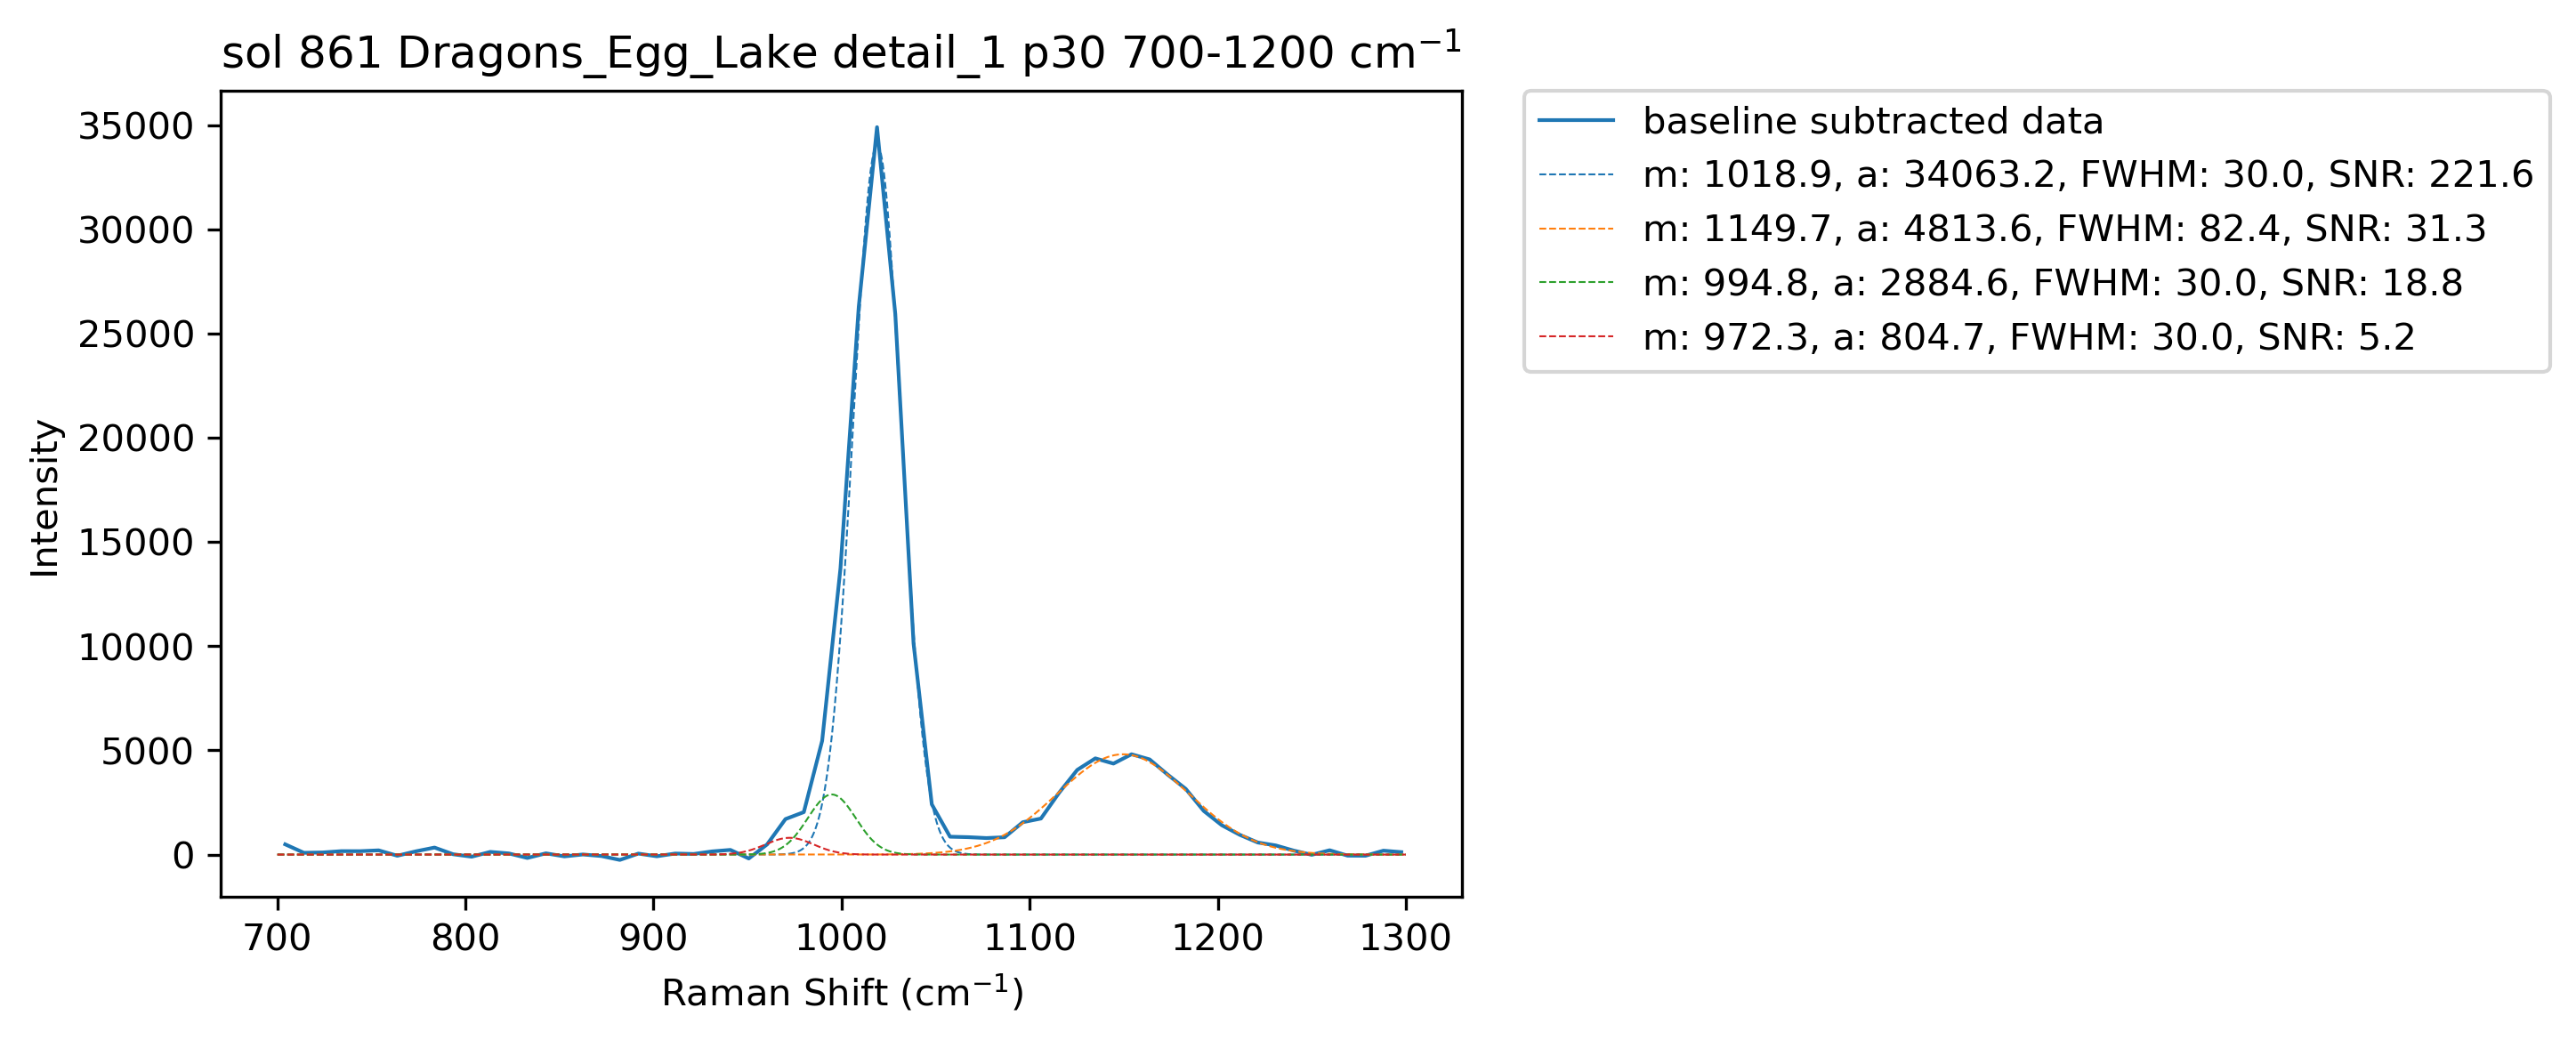 sol 861 Dragons_Egg_Lake detail_1 p30 700-1200 cm⁻¹
35000
30000
25000
20000
15000
10000
5000
0
Intensity
700 800 900 1000 1100 1200 1300
Raman Shift (cm⁻¹)
baseline subtracted data
m: 1018.9, a: 34063.2, FWHM: 30.0, SNR: 221.6
m: 1149.7, a: 4813.6, FWHM: 82.4, SNR: 31.3
m: 994.8, a: 2884.6, FWHM: 30.0, SNR: 18.8
m: 972.3, a: 804.7, FWHM: 30.0, SNR: 5.2